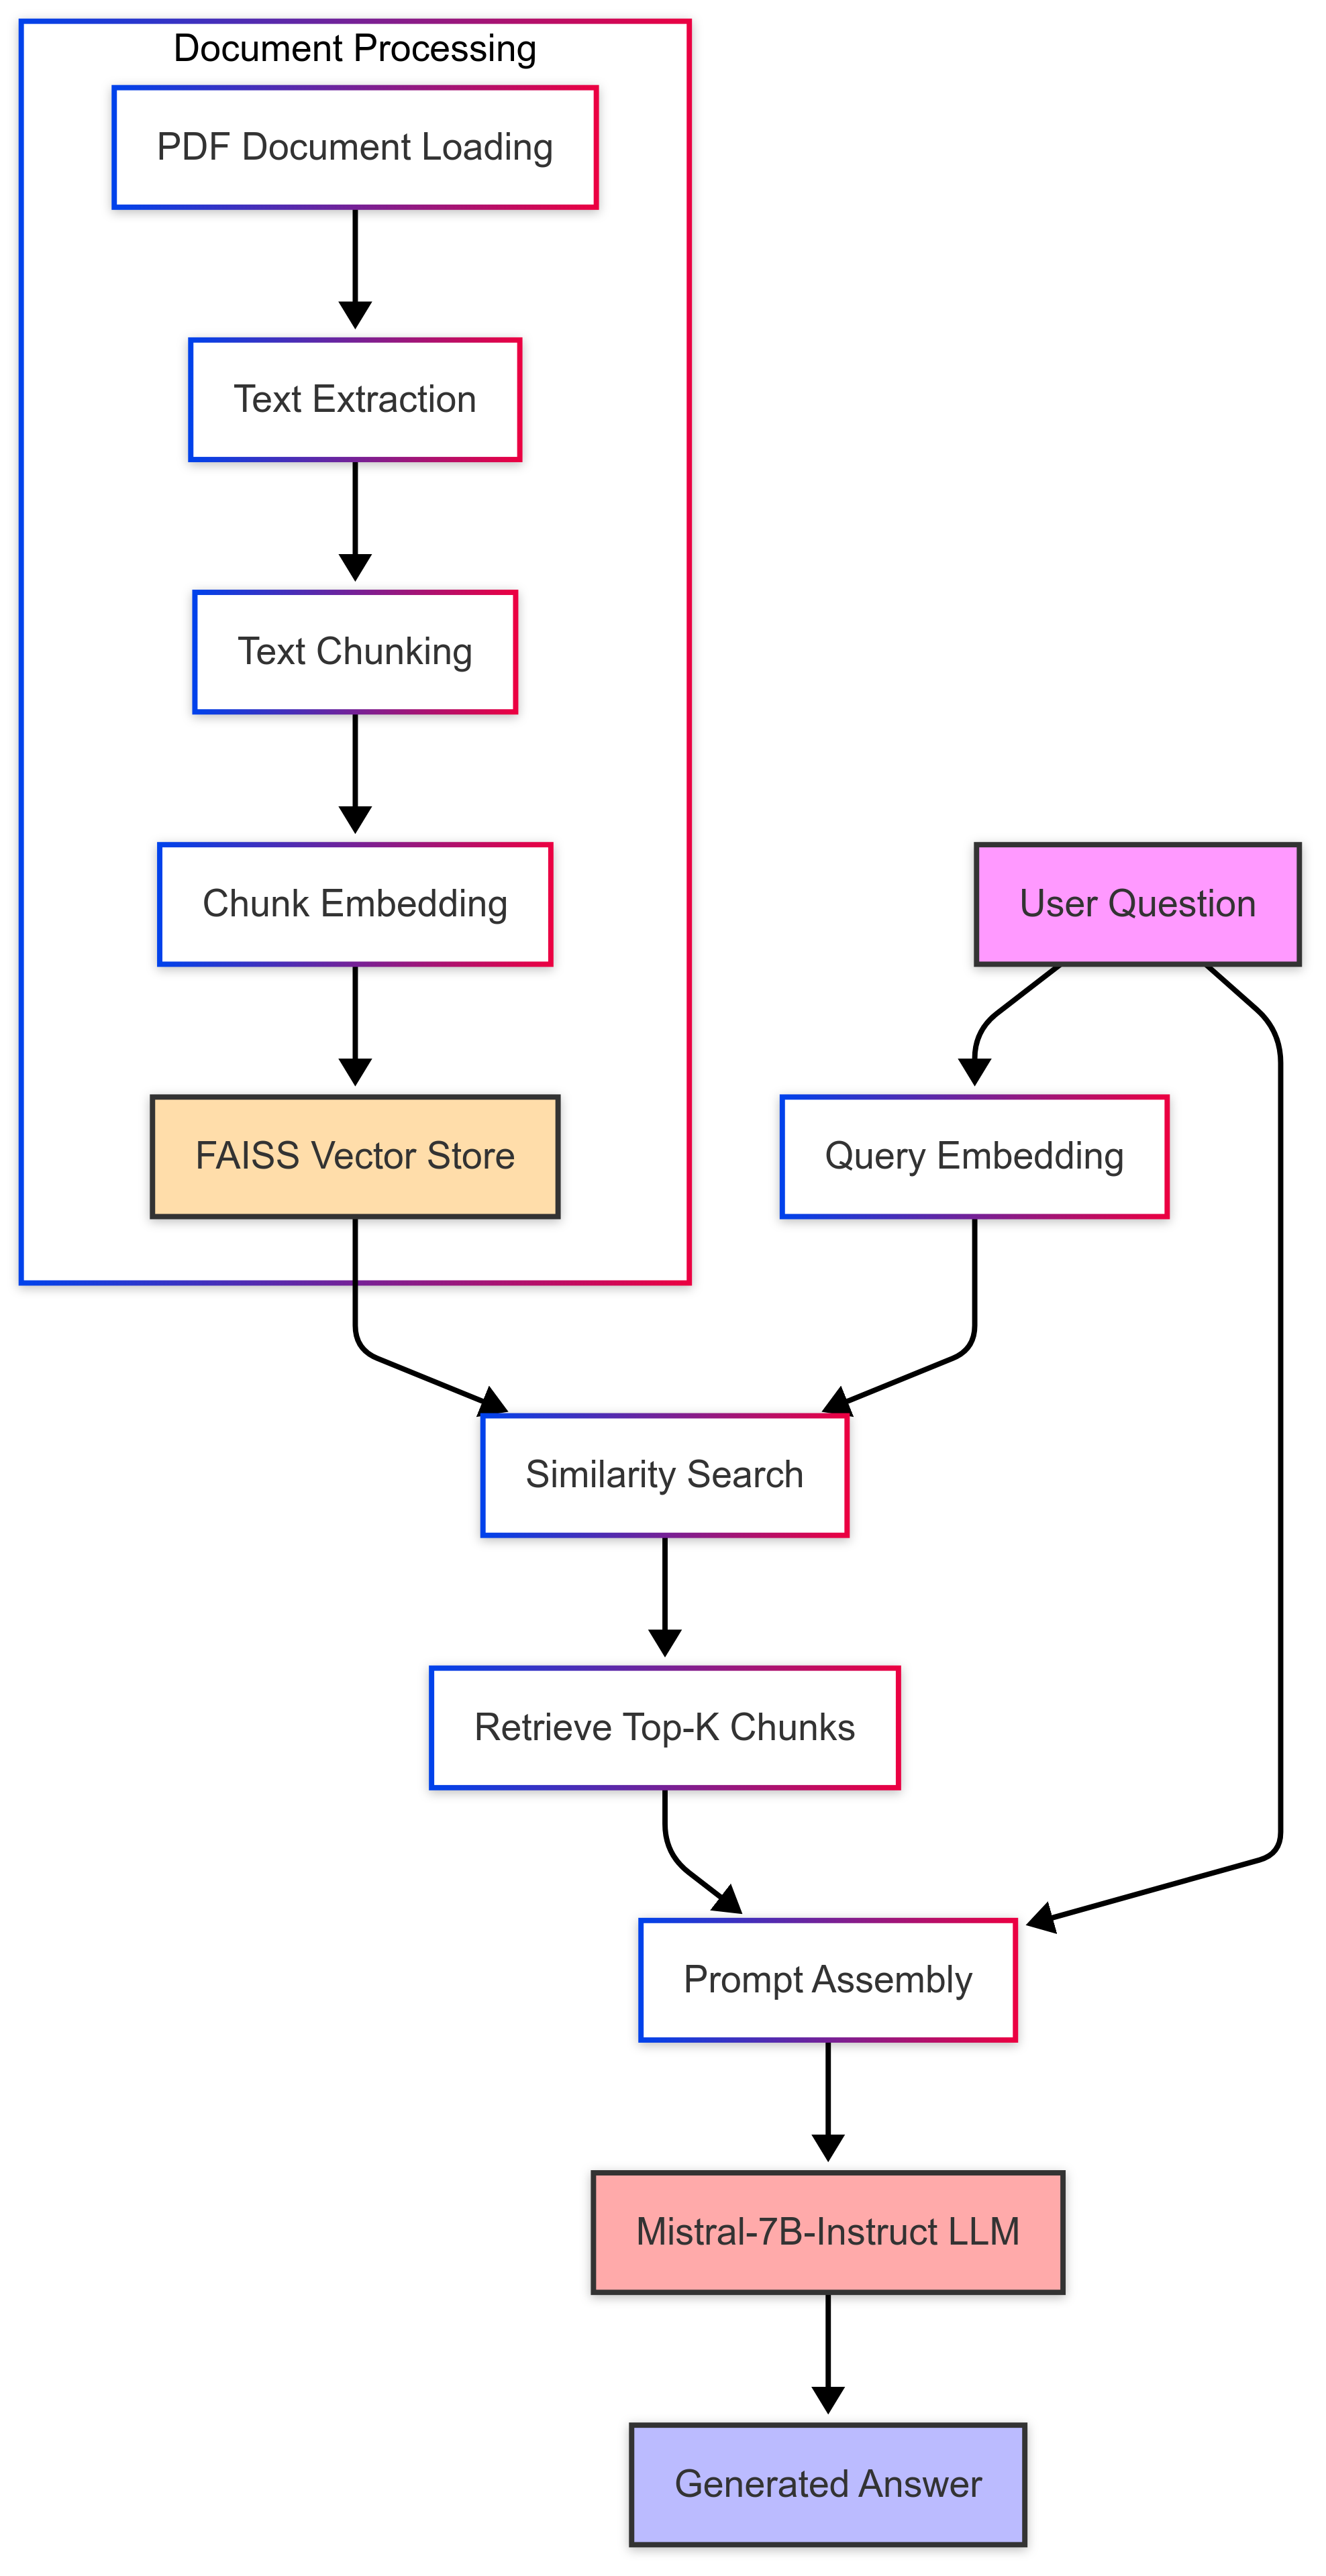 Document Processing
PDF Document Loading
Text Extraction
Text Chunking
Chunk Embedding
User Question
FAISS Vector Store
Query Embedding
Similarity Search
Retrieve Top-K Chunks
Prompt Assembly
Mistral-7B-Instruct LLM
Generated Answer